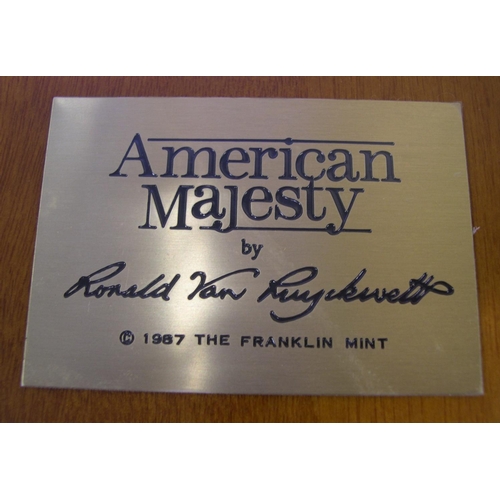 American
Majesty
by
Ronald Van Ruyckevelt
© 1987 THE FRANKLIN MINT